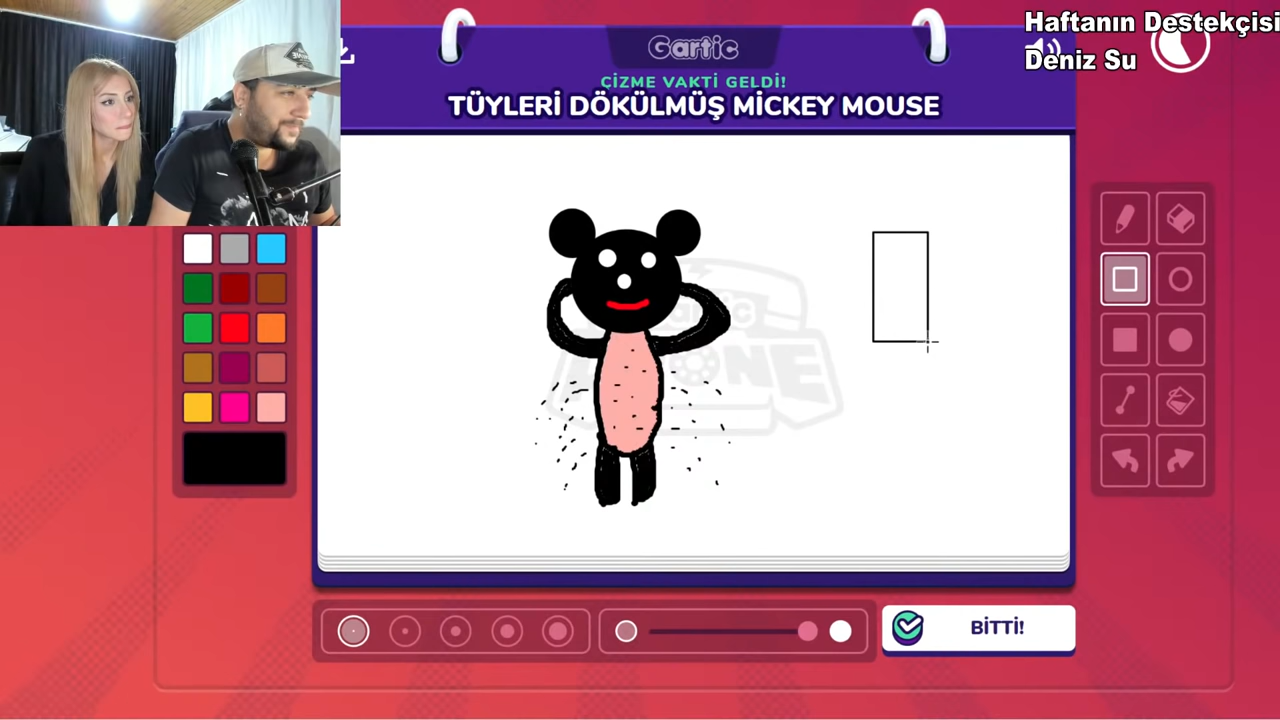 Haftanın Destekçisi
Deniz Su
Gartic
ÇİZME VAKTİ GELDİ!
TÜYLERİ DÖKÜLMÜŞ MİCKEY MOUSE
BİTTİ!